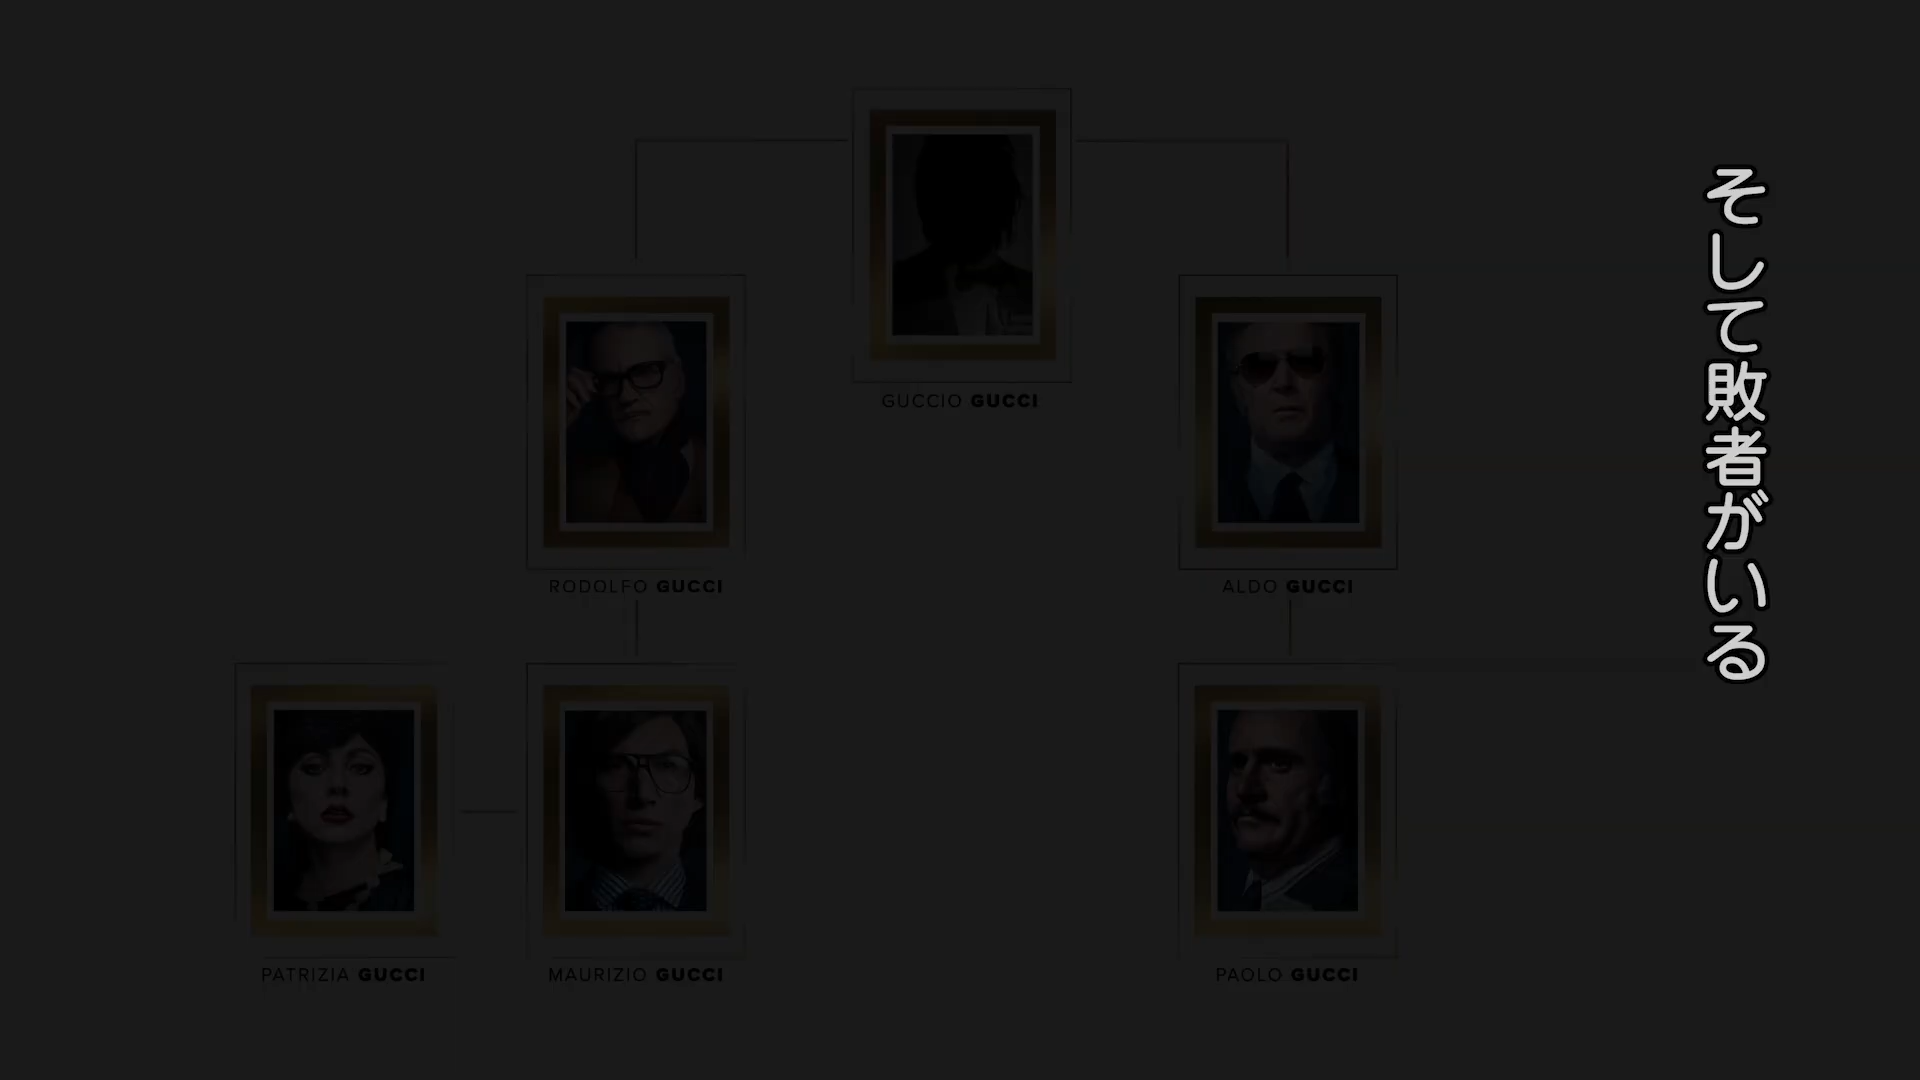 そして敗者がいる
GUCCIO GUCCI
RODOLFO GUCCI
ALDO GUCCI
PATRIZIA GUCCI
MAURIZIO GUCCI
PAOLO GUCCI